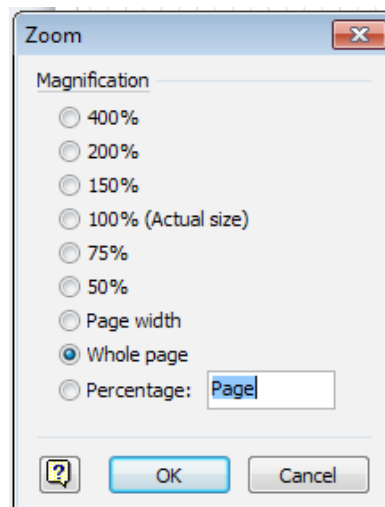 Zoom
Magnification
400%
200%
150%
100% (Actual size)
75%
50%
Page width
Whole page
Percentage: Page
? OK Cancel